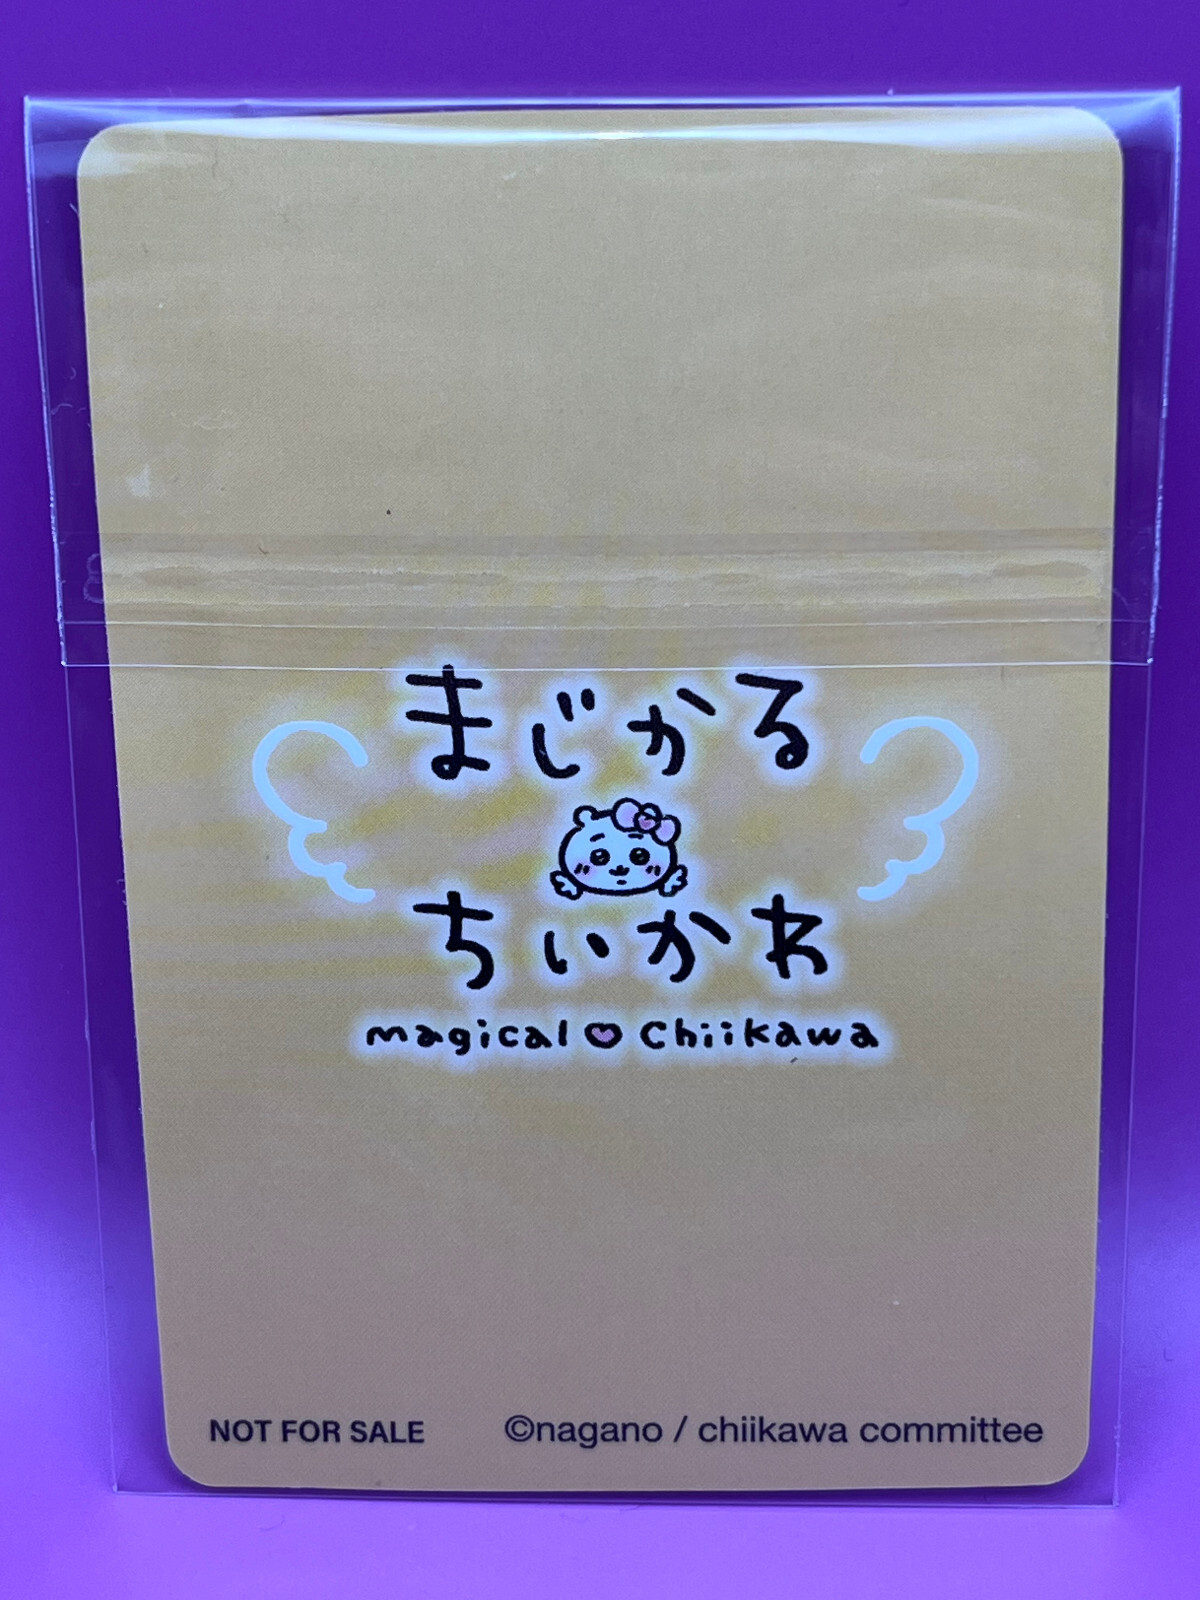 まじかる
ちいかわ
magical♡Chiikawa
NOT FOR SALE
©nagano / chiikawa committee